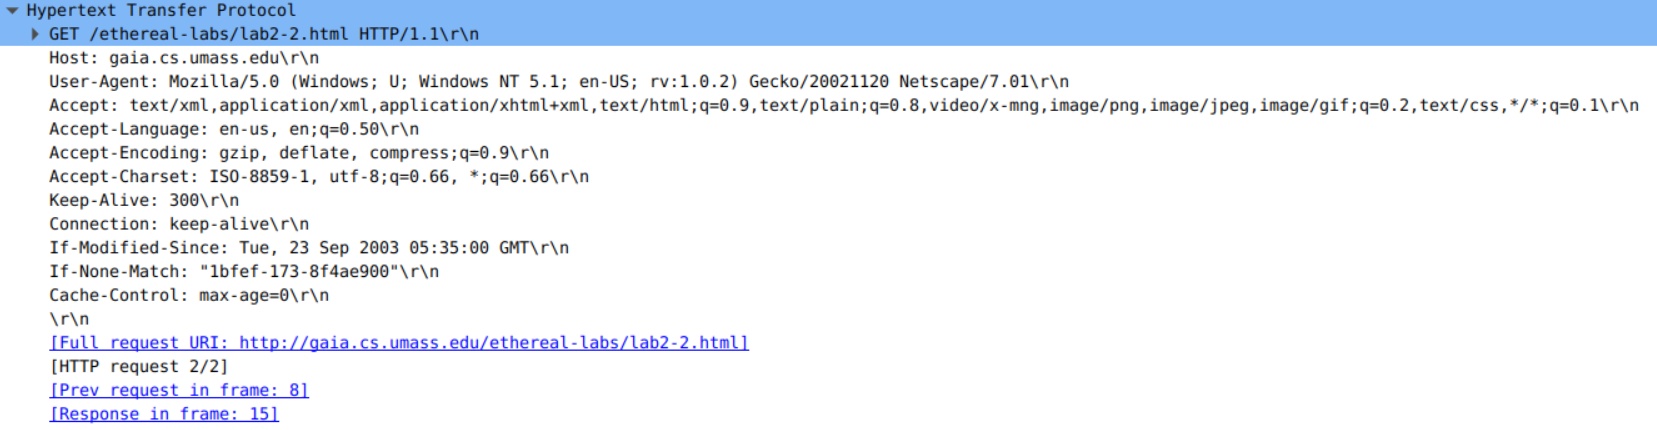 Hypertext Transfer Protocol
GET /ethereal-labs/lab2-2.html HTTP/1.1\r\n
Host: gaia.cs.umass.edu\r\n
User-Agent: Mozilla/5.0 (Windows; U; Windows NT 5.1; en-US; rv:1.0.2) Gecko/20021120 Netscape/7.01\r\n
Accept: text/xml,application/xml,application/xhtml+xml,text/html;q=0.9,text/plain;q=0.8,video/x-mng,image/png,image/jpeg,image/gif;q=0.2,text/css,*/*;q=0.1\r\n
Accept-Language: en-us, en;q=0.50\r\n
Accept-Encoding: gzip, deflate, compress;q=0.9\r\n
Accept-Charset: ISO-8859-1, utf-8;q=0.66, *;q=0.66\r\n
Keep-Alive: 300\r\n
Connection: keep-alive\r\n
If-Modified-Since: Tue, 23 Sep 2003 05:35:00 GMT\r\n
If-None-Match: "1bfef-173-8f4ae900"\r\n
Cache-Control: max-age=0\r\n
\r\n
[Full request URI: http://gaia.cs.umass.edu/ethereal-labs/lab2-2.html]
[HTTP request 2/2]
[Prev request in frame: 8]
[Response in frame: 15]